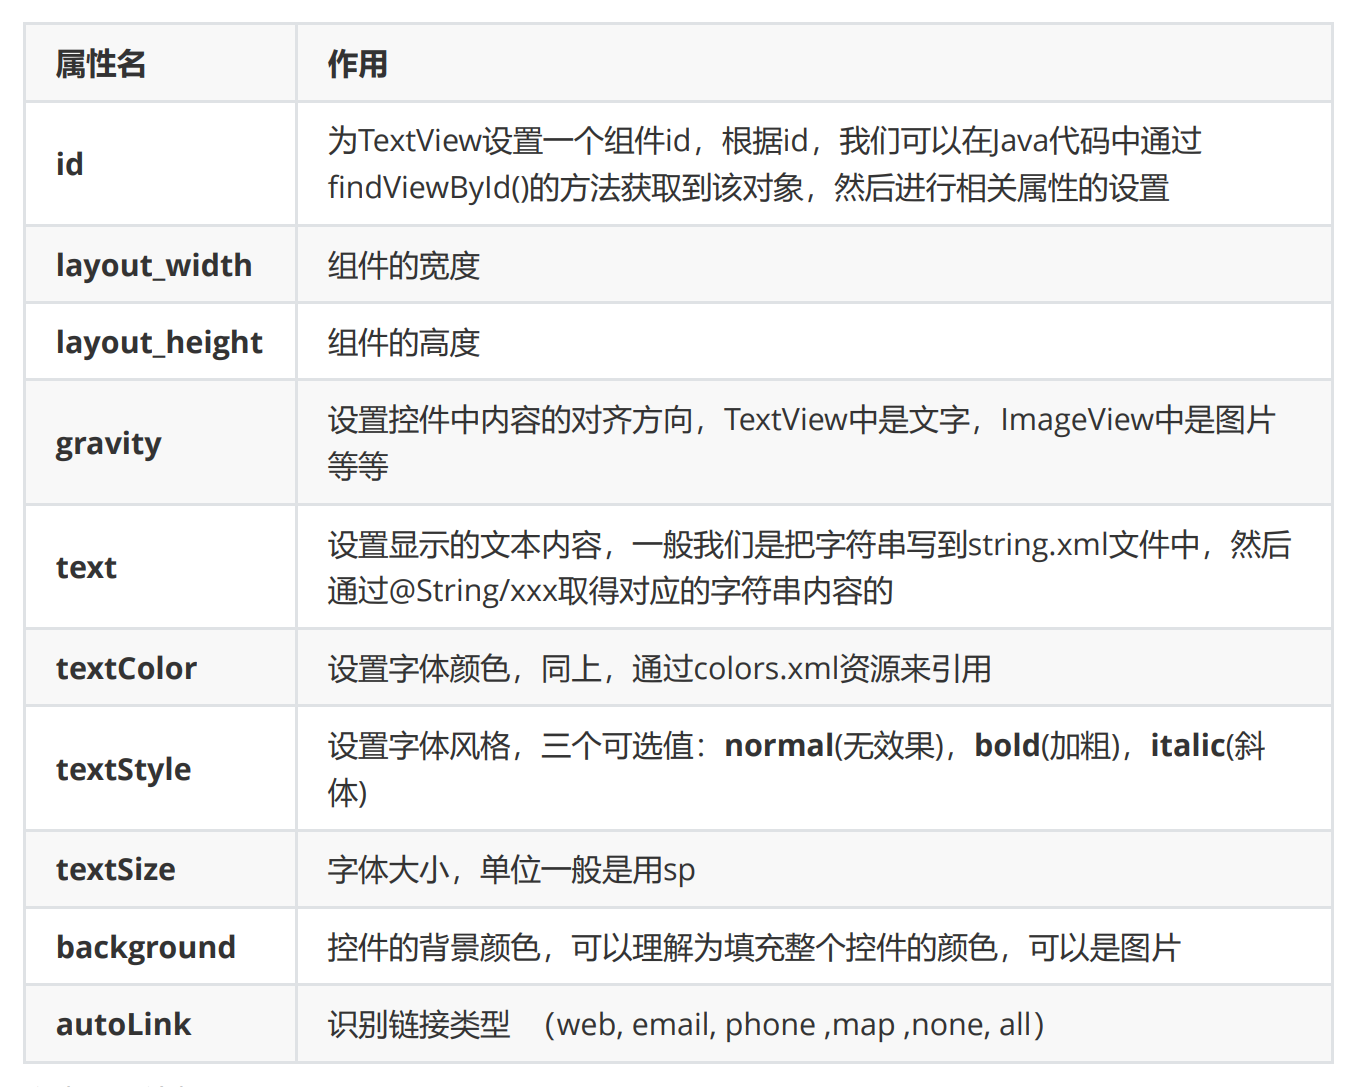 属性名
作用
id
为TextView设置一个组件id，根据id，我们可以在Java代码中通过
findViewById()的方法获取到该对象，然后进行相关属性的设置
layout_width
组件的宽度
layout_height
组件的高度
gravity
设置控件中内容的对齐方向，TextView中是文字，ImageView中是图片
等等
text
设置显示的文本内容，一般我们是把字符串写到string.xml文件中，然后
通过@String/xxx取得对应的字符串内容的
textColor
设置字体颜色，同上，通过colors.xml资源来引用
textStyle
设置字体风格，三个可选值：normal(无效果)，bold(加粗)，italic(斜
体)
textSize
字体大小，单位一般是用sp
background
控件的背景颜色，可以理解为填充整个控件的颜色，可以是图片
autoLink
识别链接类型 （web, email, phone ,map ,none, all）